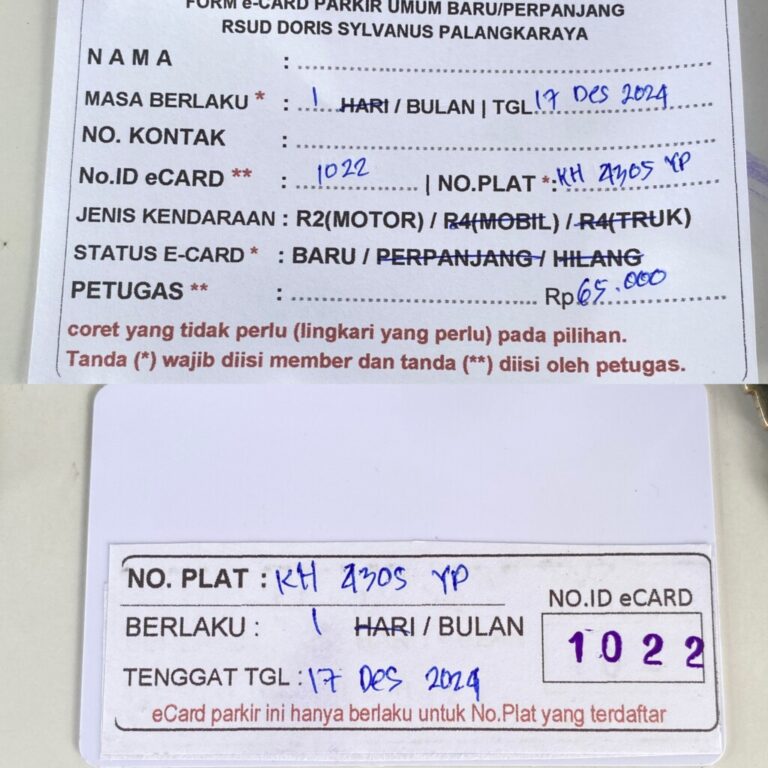 FORM e-CARD PARKIR UMUM BARU/PERPANJANG
RSUD DORIS SYLVANUS PALANGKARAYA
NAMA :
MASA BERLAKU * : 1 HARI / BULAN | TGL 17 Des 2024
NO. KONTAK :
No.ID eCARD ** : 1022 | NO.PLAT *: KH 4305 YP
JENIS KENDARAAN : R2(MOTOR) / R4(MOBIL) / R4(TRUK)
STATUS E-CARD * : BARU / PERPANJANG / HILANG
PETUGAS ** : Rp 65.000
coret yang tidak perlu (lingkari yang perlu) pada pilihan.
Tanda (*) wajib diisi member dan tanda (**) diisi oleh petugas.
NO. PLAT : KH 4305 YP
NO.ID eCARD
BERLAKU : 1 HARI / BULAN
1022
TENGGAT TGL : 17 Des 2024
eCard parkir ini hanya berlaku untuk No.Plat yang terdaftar